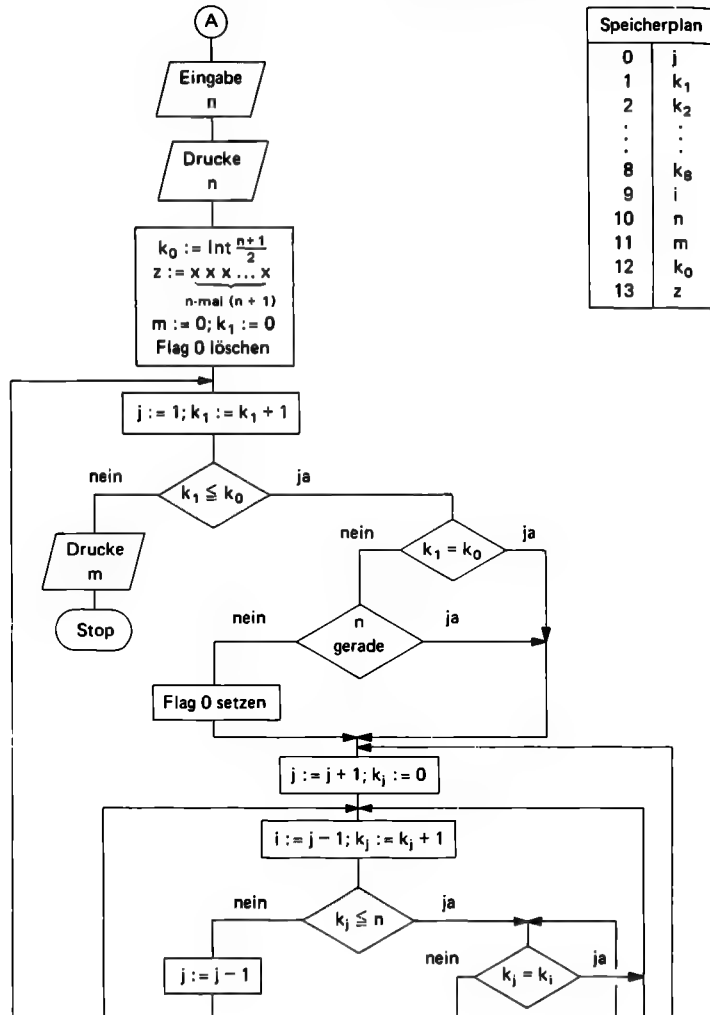 A
Eingabe
n
Drucke
n
k₀ := Int (n+1)/2
z := x x x ... x
n-mal (n + 1)
m := 0; k₁ := 0
Flag 0 löschen
j := 1; k₁ := k₁ + 1
nein
ja
k₁ ≦ k₀
Drucke
m
Stop
nein
ja
k₁ = k₀
nein
ja
n
gerade
Flag 0 setzen
j := j + 1; kⱼ := 0
i := j − 1; kⱼ := kⱼ + 1
nein
ja
kⱼ ≦ n
j := j − 1
nein
ja
kⱼ = kᵢ
Speicherplan
0 j
1 k₁
2 k₂
. .
. .
. .
8 k₈
9 i
10 n
11 m
12 k₀
13 z